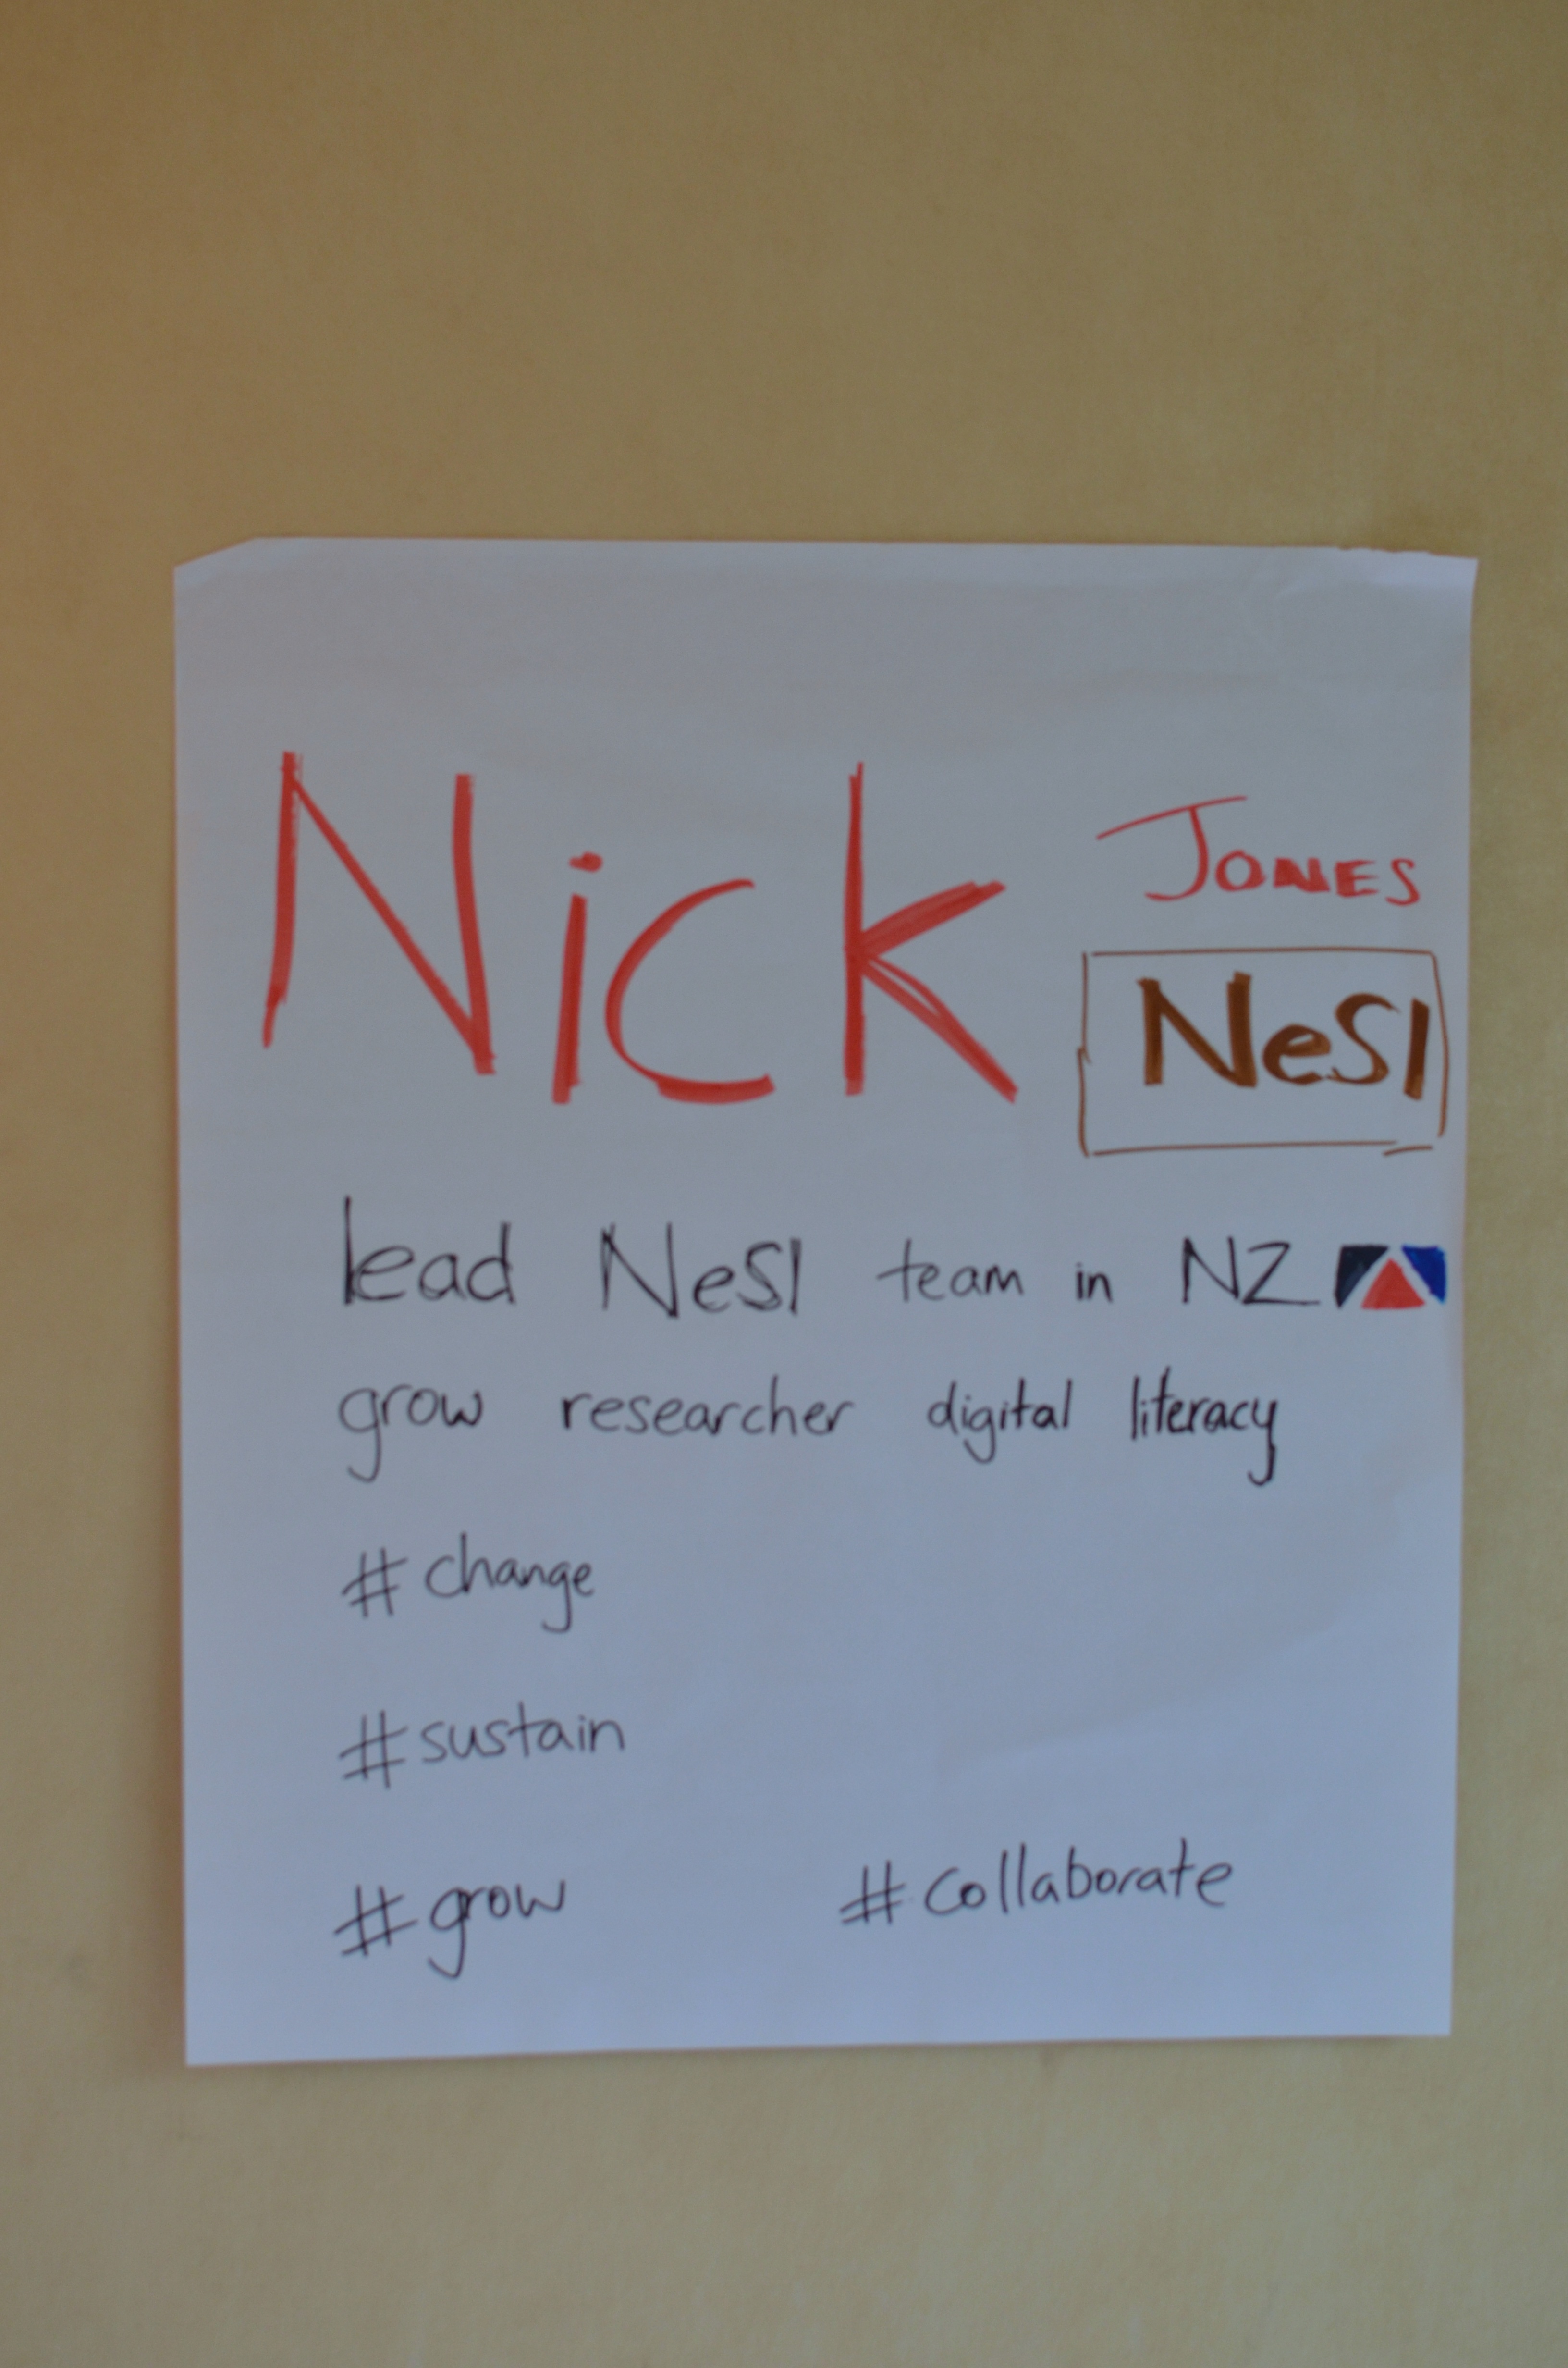 Nick JONES
NeSI
lead NeSI team in NZ
grow researcher digital literacy
#change
#sustain
#grow #collaborate